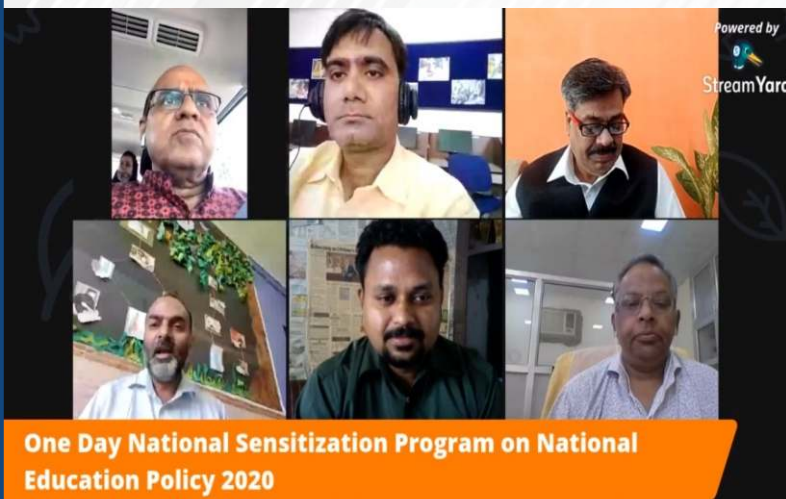 Powered by
StreamYard
One Day National Sensitization Program on National
Education Policy 2020